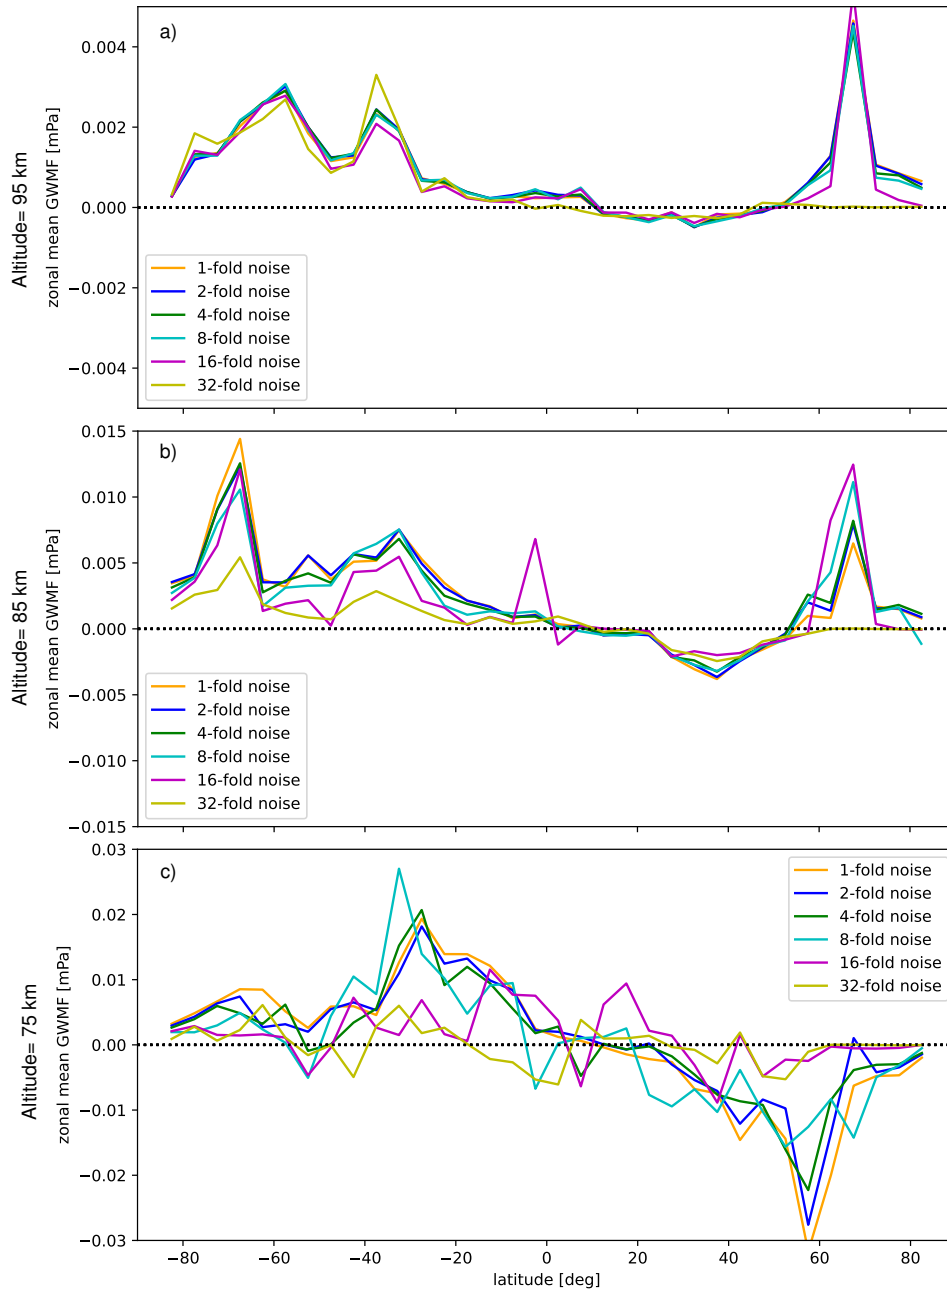 a)
Altitude= 95 km
zonal mean GWMF [mPa]
0.004
0.002
0.000
−0.002
−0.004
1-fold noise
2-fold noise
4-fold noise
8-fold noise
16-fold noise
32-fold noise
b)
Altitude= 85 km
zonal mean GWMF [mPa]
0.015
0.010
0.005
0.000
−0.005
−0.010
−0.015
1-fold noise
2-fold noise
4-fold noise
8-fold noise
16-fold noise
32-fold noise
c)
Altitude= 75 km
zonal mean GWMF [mPa]
0.03
0.02
0.01
0.00
−0.01
−0.02
−0.03
1-fold noise
2-fold noise
4-fold noise
8-fold noise
16-fold noise
32-fold noise
−80 −60 −40 −20 0 20 40 60 80
latitude [deg]